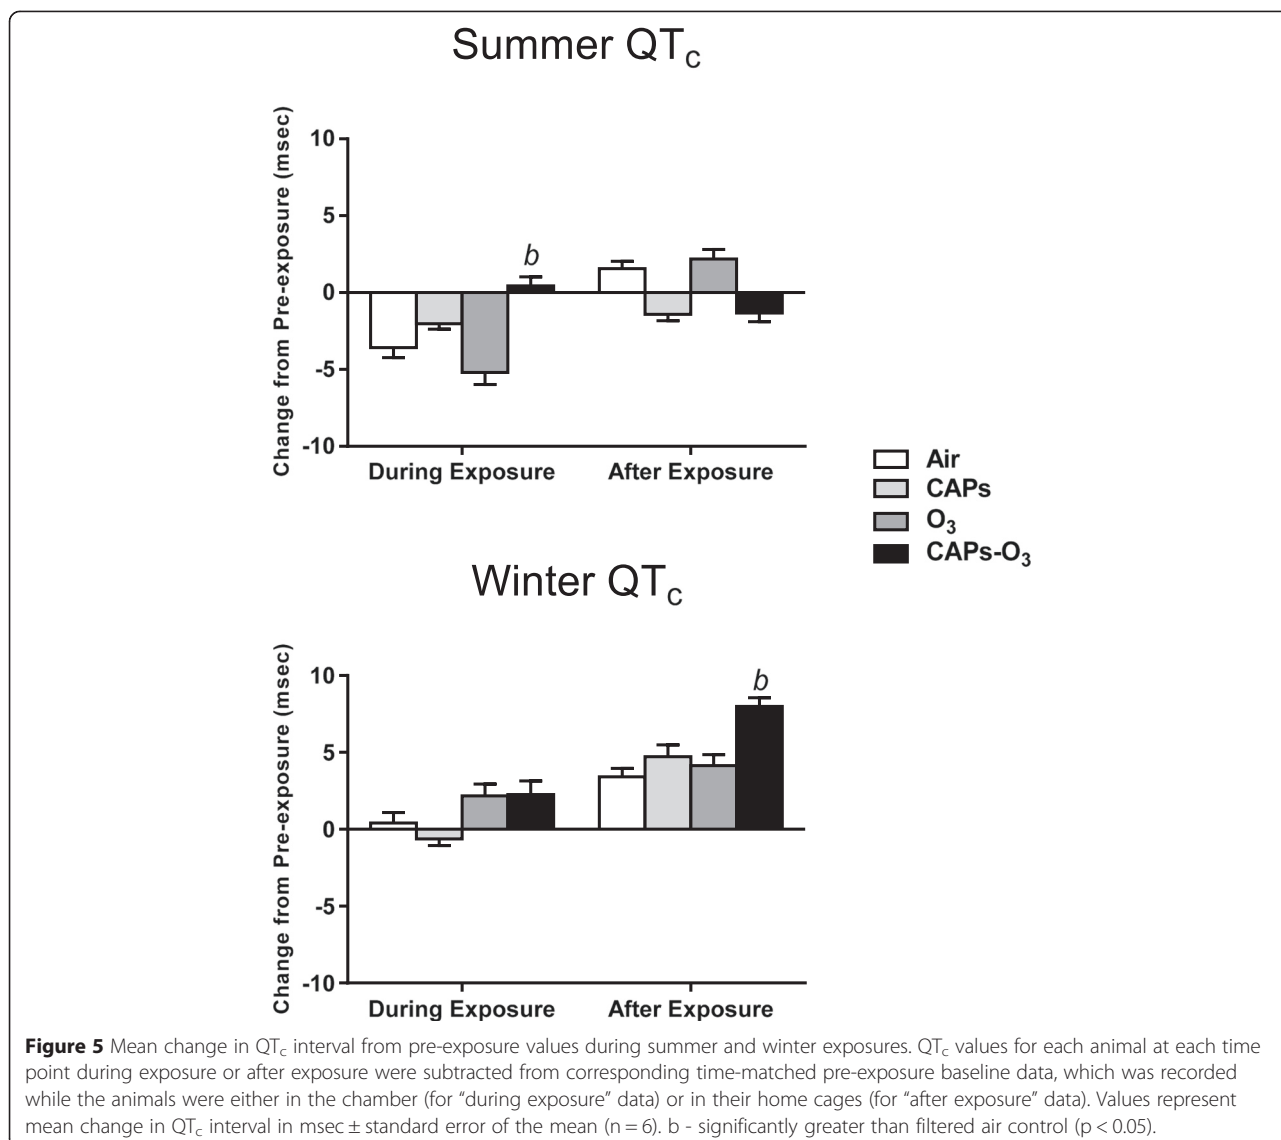 Summer QTc
Change from Pre-exposure (msec)
10
5
0
-5
-10
b
During Exposure
After Exposure
Air
CAPs
O3
CAPs-O3
Winter QTc
Change from Pre-exposure (msec)
10
5
0
-5
-10
b
During Exposure
After Exposure
Figure 5 Mean change in QTc interval from pre-exposure values during summer and winter exposures. QTc values for each animal at each time
point during exposure or after exposure were subtracted from corresponding time-matched pre-exposure baseline data, which was recorded
while the animals were either in the chamber (for “during exposure” data) or in their home cages (for “after exposure” data). Values represent
mean change in QTc interval in msec ± standard error of the mean (n = 6). b - significantly greater than filtered air control (p < 0.05).